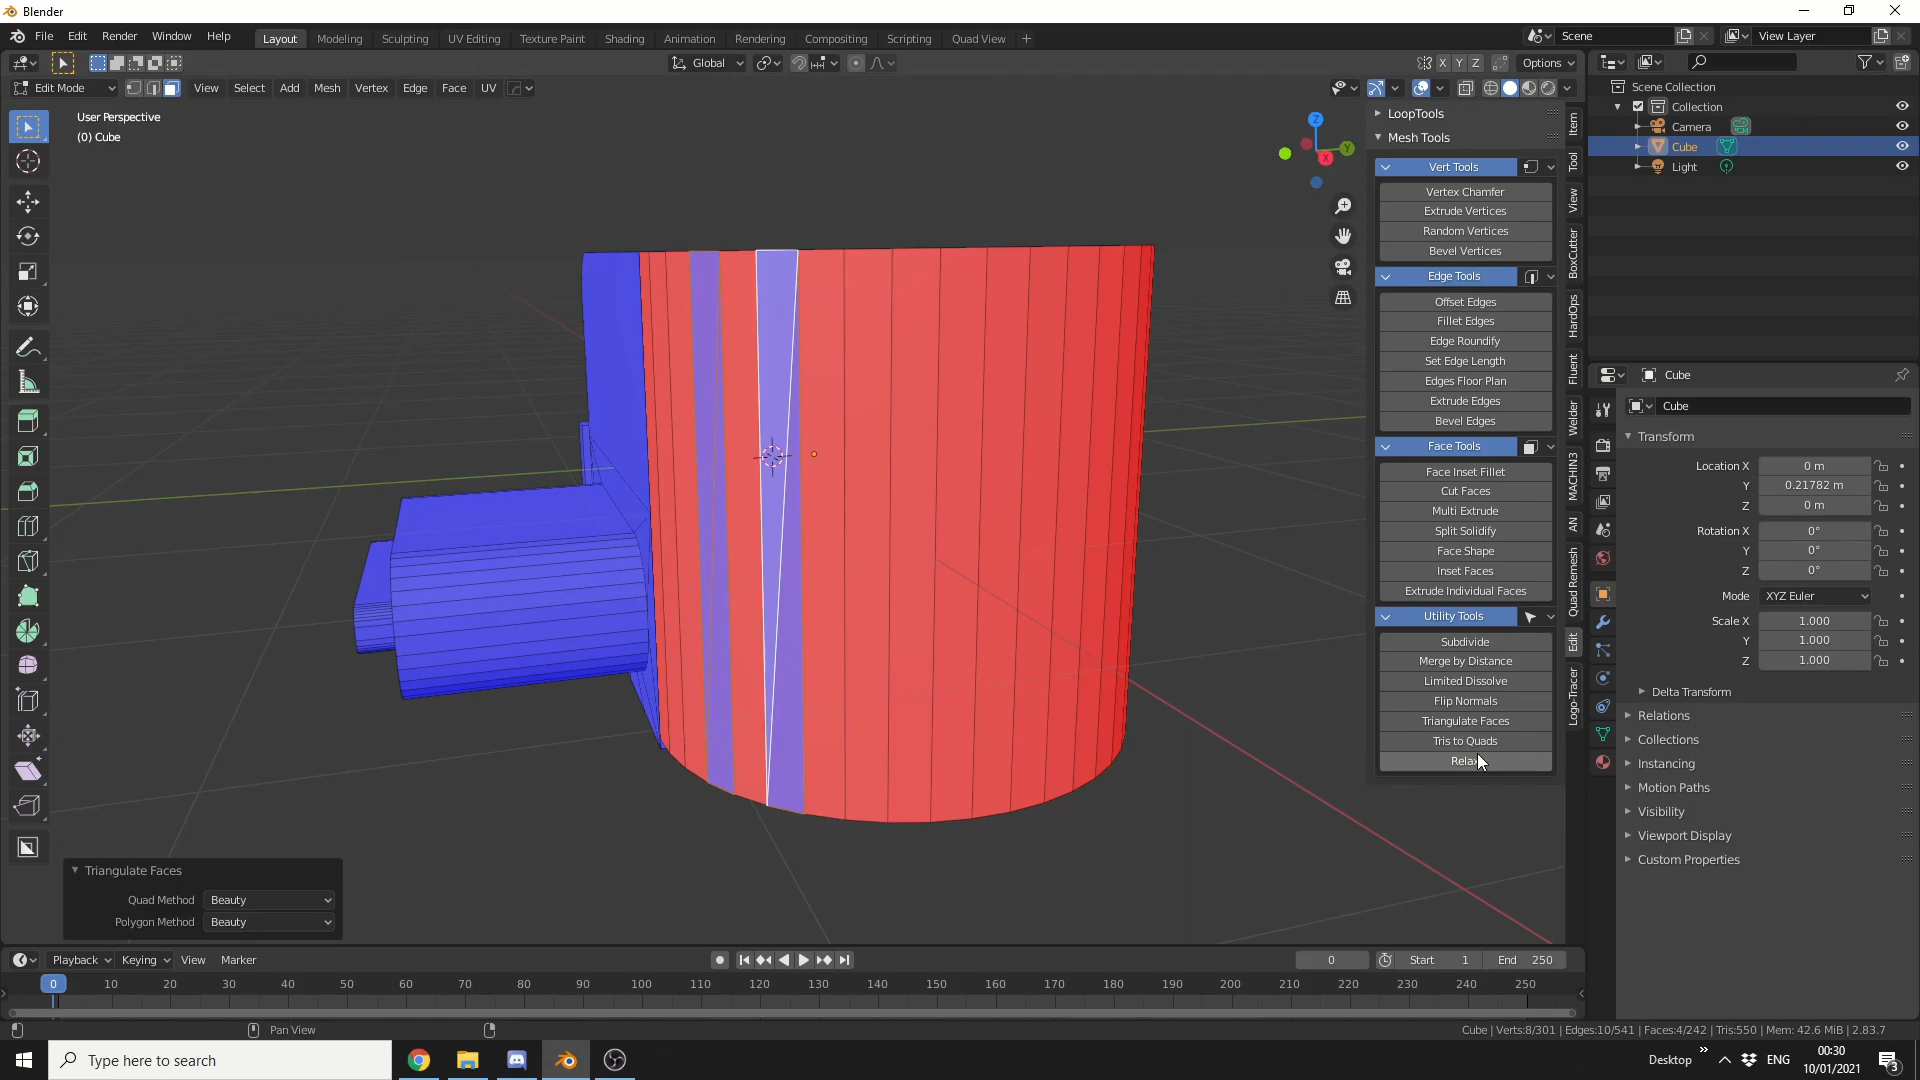 Blender
File Edit Render Window Help
Layout Modeling Sculpting UV Editing Texture Paint Shading Animation Rendering Compositing Scripting Quad View +
Scene
View Layer
Global
X Y Z
Options
Edit Mode
View Select Add Mesh Vertex Edge Face UV
User Perspective
(0) Cube
Z
Y
X
LoopTools
Mesh Tools
Vert Tools
Vertex Chamfer
Extrude Vertices
Random Vertices
Bevel Vertices
Edge Tools
Offset Edges
Fillet Edges
Edge Roundify
Set Edge Length
Edges Floor Plan
Extrude Edges
Bevel Edges
Face Tools
Face Inset Fillet
Cut Faces
Multi Extrude
Split Solidify
Face Shape
Inset Faces
Extrude Individual Faces
Utility Tools
Subdivide
Merge by Distance
Limited Dissolve
Flip Normals
Triangulate Faces
Tris to Quads
Relax
Item
Tool
View
BoxCutter
HardOps
Fluent
Welder
MACHIN3
AN
Quad Remesh
Edit
Logo-Tracer
Scene Collection
Collection
Camera
Cube
Light
Cube
Cube
Transform
Location X 0 m
Y 0.21782 m
Z 0 m
Rotation X 0°
Y 0°
Z 0°
Mode XYZ Euler
Scale X 1.000
Y 1.000
Z 1.000
Delta Transform
Relations
Collections
Instancing
Motion Paths
Visibility
Viewport Display
Custom Properties
Triangulate Faces
Quad Method Beauty
Polygon Method Beauty
Playback Keying View Marker
0
Start 1
End 250
0 10 20 30 40 50 60 70 80 90 100 110 120 130 140 150 160 170 180 190 200 210 220 230 240 250
Pan View
Cube | Verts:8/301 | Edges:10/541 | Faces:4/242 | Tris:550 | Mem: 42.6 MiB | 2.83.7
Type here to search
Desktop
ENG
00:30
10/01/2021
3